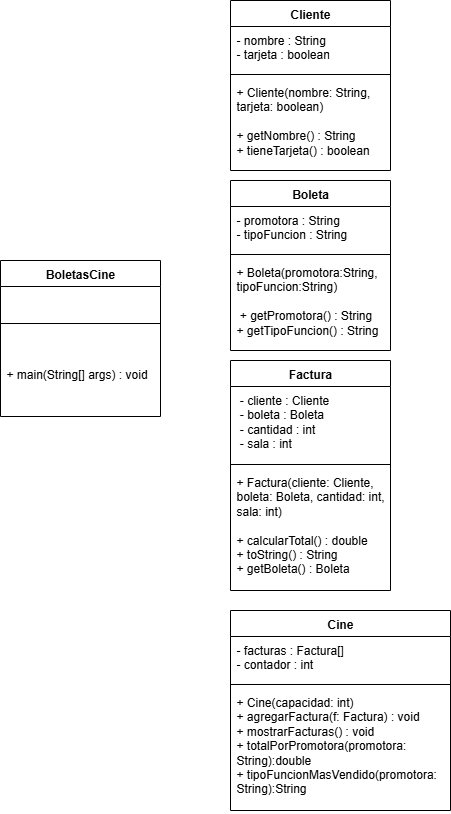 Cliente
- nombre : String
- tarjeta : boolean
+ Cliente(nombre: String,
tarjeta: boolean)
+ getNombre() : String
+ tieneTarjeta() : boolean
Boleta
- promotora : String
- tipoFuncion : String
+ Boleta(promotora:String,
tipoFuncion:String)
+ getPromotora() : String
+ getTipoFuncion() : String
BoletasCine
+ main(String[] args) : void
Factura
- cliente : Cliente
- boleta : Boleta
- cantidad : int
- sala : int
+ Factura(cliente: Cliente,
boleta: Boleta, cantidad: int,
sala: int)
+ calcularTotal() : double
+ toString() : String
+ getBoleta() : Boleta
Cine
- facturas : Factura[]
- contador : int
+ Cine(capacidad: int)
+ agregarFactura(f: Factura) : void
+ mostrarFacturas() : void
+ totalPorPromotora(promotora:
String):double
+ tipoFuncionMasVendido(promotora:
String):String